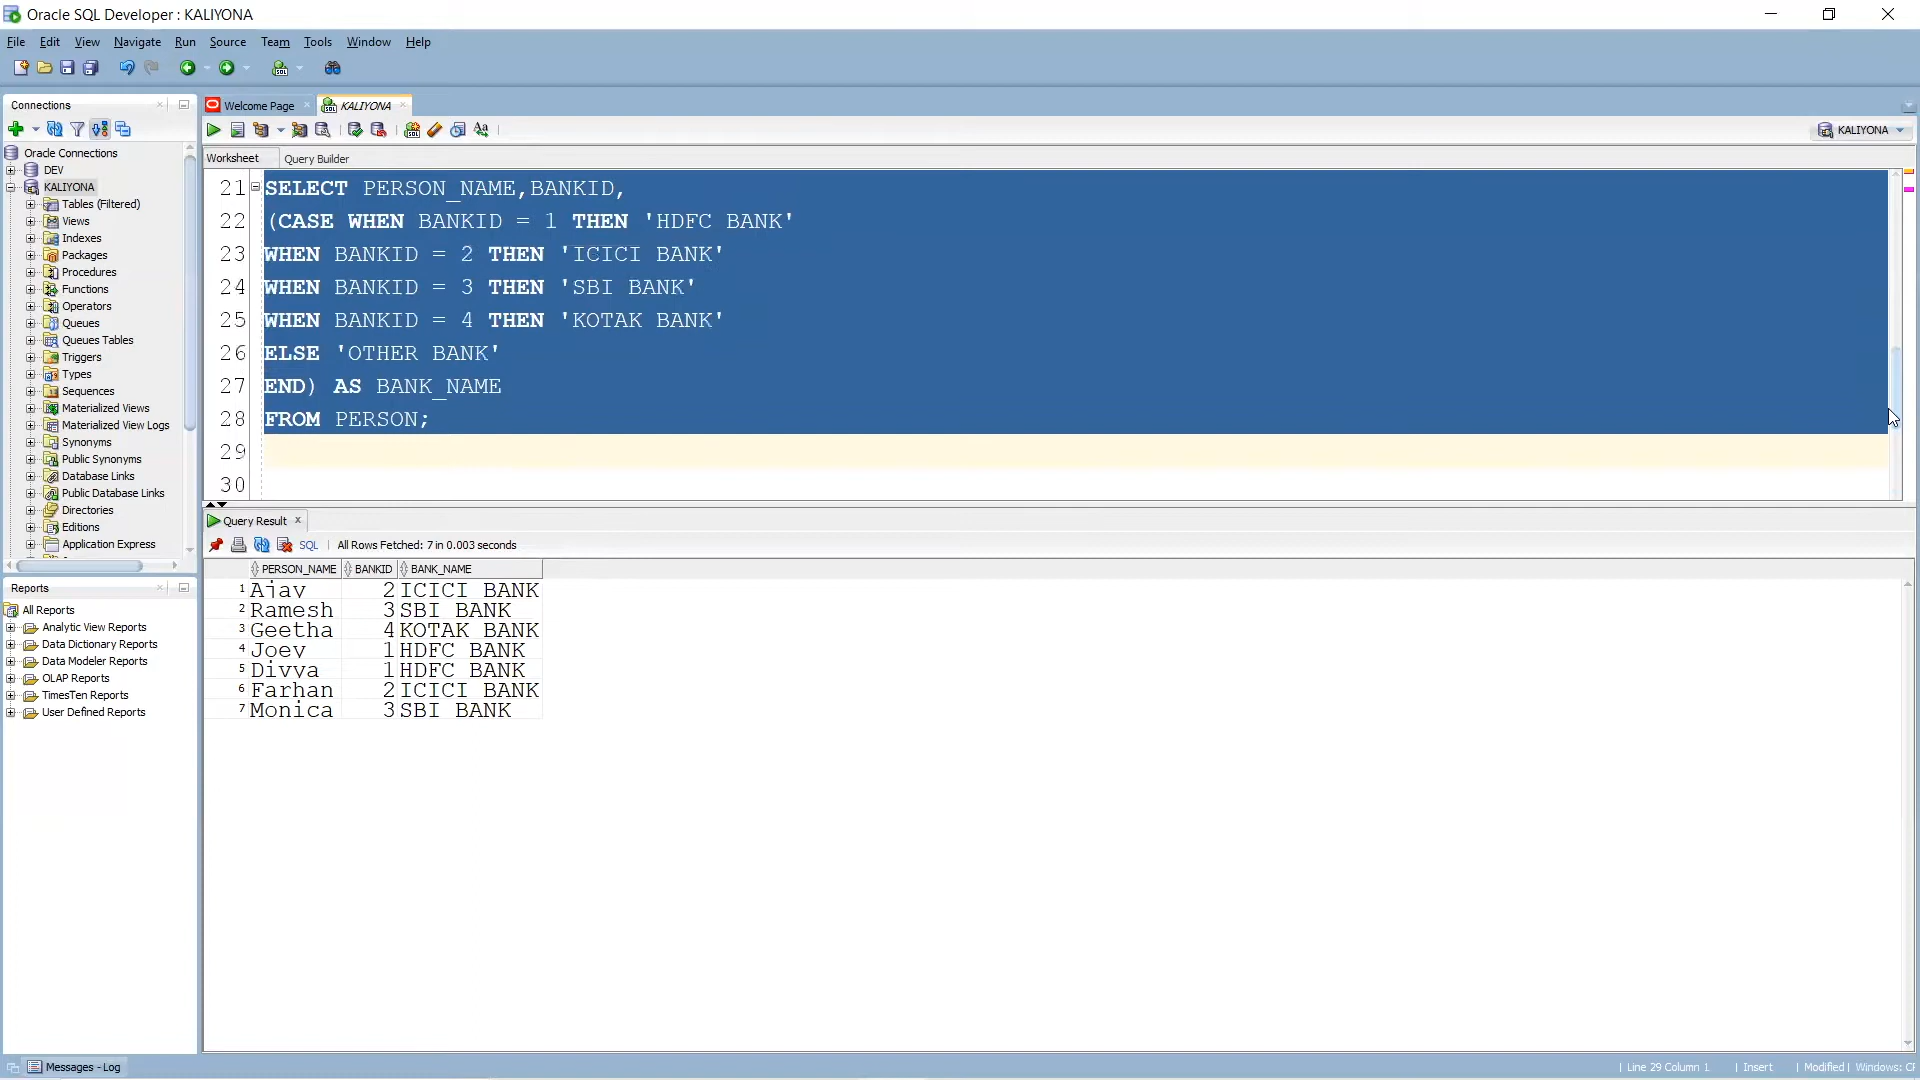 Oracle SQL Developer : KALIYONA
File Edit View Navigate Run Source Team Tools Window Help
Connections
Oracle Connections
DEV
KALIYONA
Tables (Filtered)
Views
Indexes
Packages
Procedures
Functions
Operators
Queues
Queues Tables
Triggers
Types
Sequences
Materialized Views
Materialized View Logs
Synonyms
Public Synonyms
Database Links
Public Database Links
Directories
Editions
Application Express
Reports
All Reports
Analytic View Reports
Data Dictionary Reports
Data Modeler Reports
OLAP Reports
TimesTen Reports
User Defined Reports
Welcome Page KALIYONA
KALIYONA
Worksheet Query Builder
21 SELECT PERSON_NAME,BANKID,
22 (CASE WHEN BANKID = 1 THEN 'HDFC BANK'
23 WHEN BANKID = 2 THEN 'ICICI BANK'
24 WHEN BANKID = 3 THEN 'SBI BANK'
25 WHEN BANKID = 4 THEN 'KOTAK BANK'
26 ELSE 'OTHER BANK'
27 END) AS BANK_NAME
28 FROM PERSON;
29
30
Query Result
SQL | All Rows Fetched: 7 in 0.003 seconds
PERSON_NAME BANKID BANK_NAME
1 Ajay 2 ICICI BANK
2 Ramesh 3 SBI BANK
3 Geetha 4 KOTAK BANK
4 Joey 1 HDFC BANK
5 Divya 1 HDFC BANK
6 Farhan 2 ICICI BANK
7 Monica 3 SBI BANK
Messages - Log
Line 29 Column 1 | Insert | Modified | Windows: